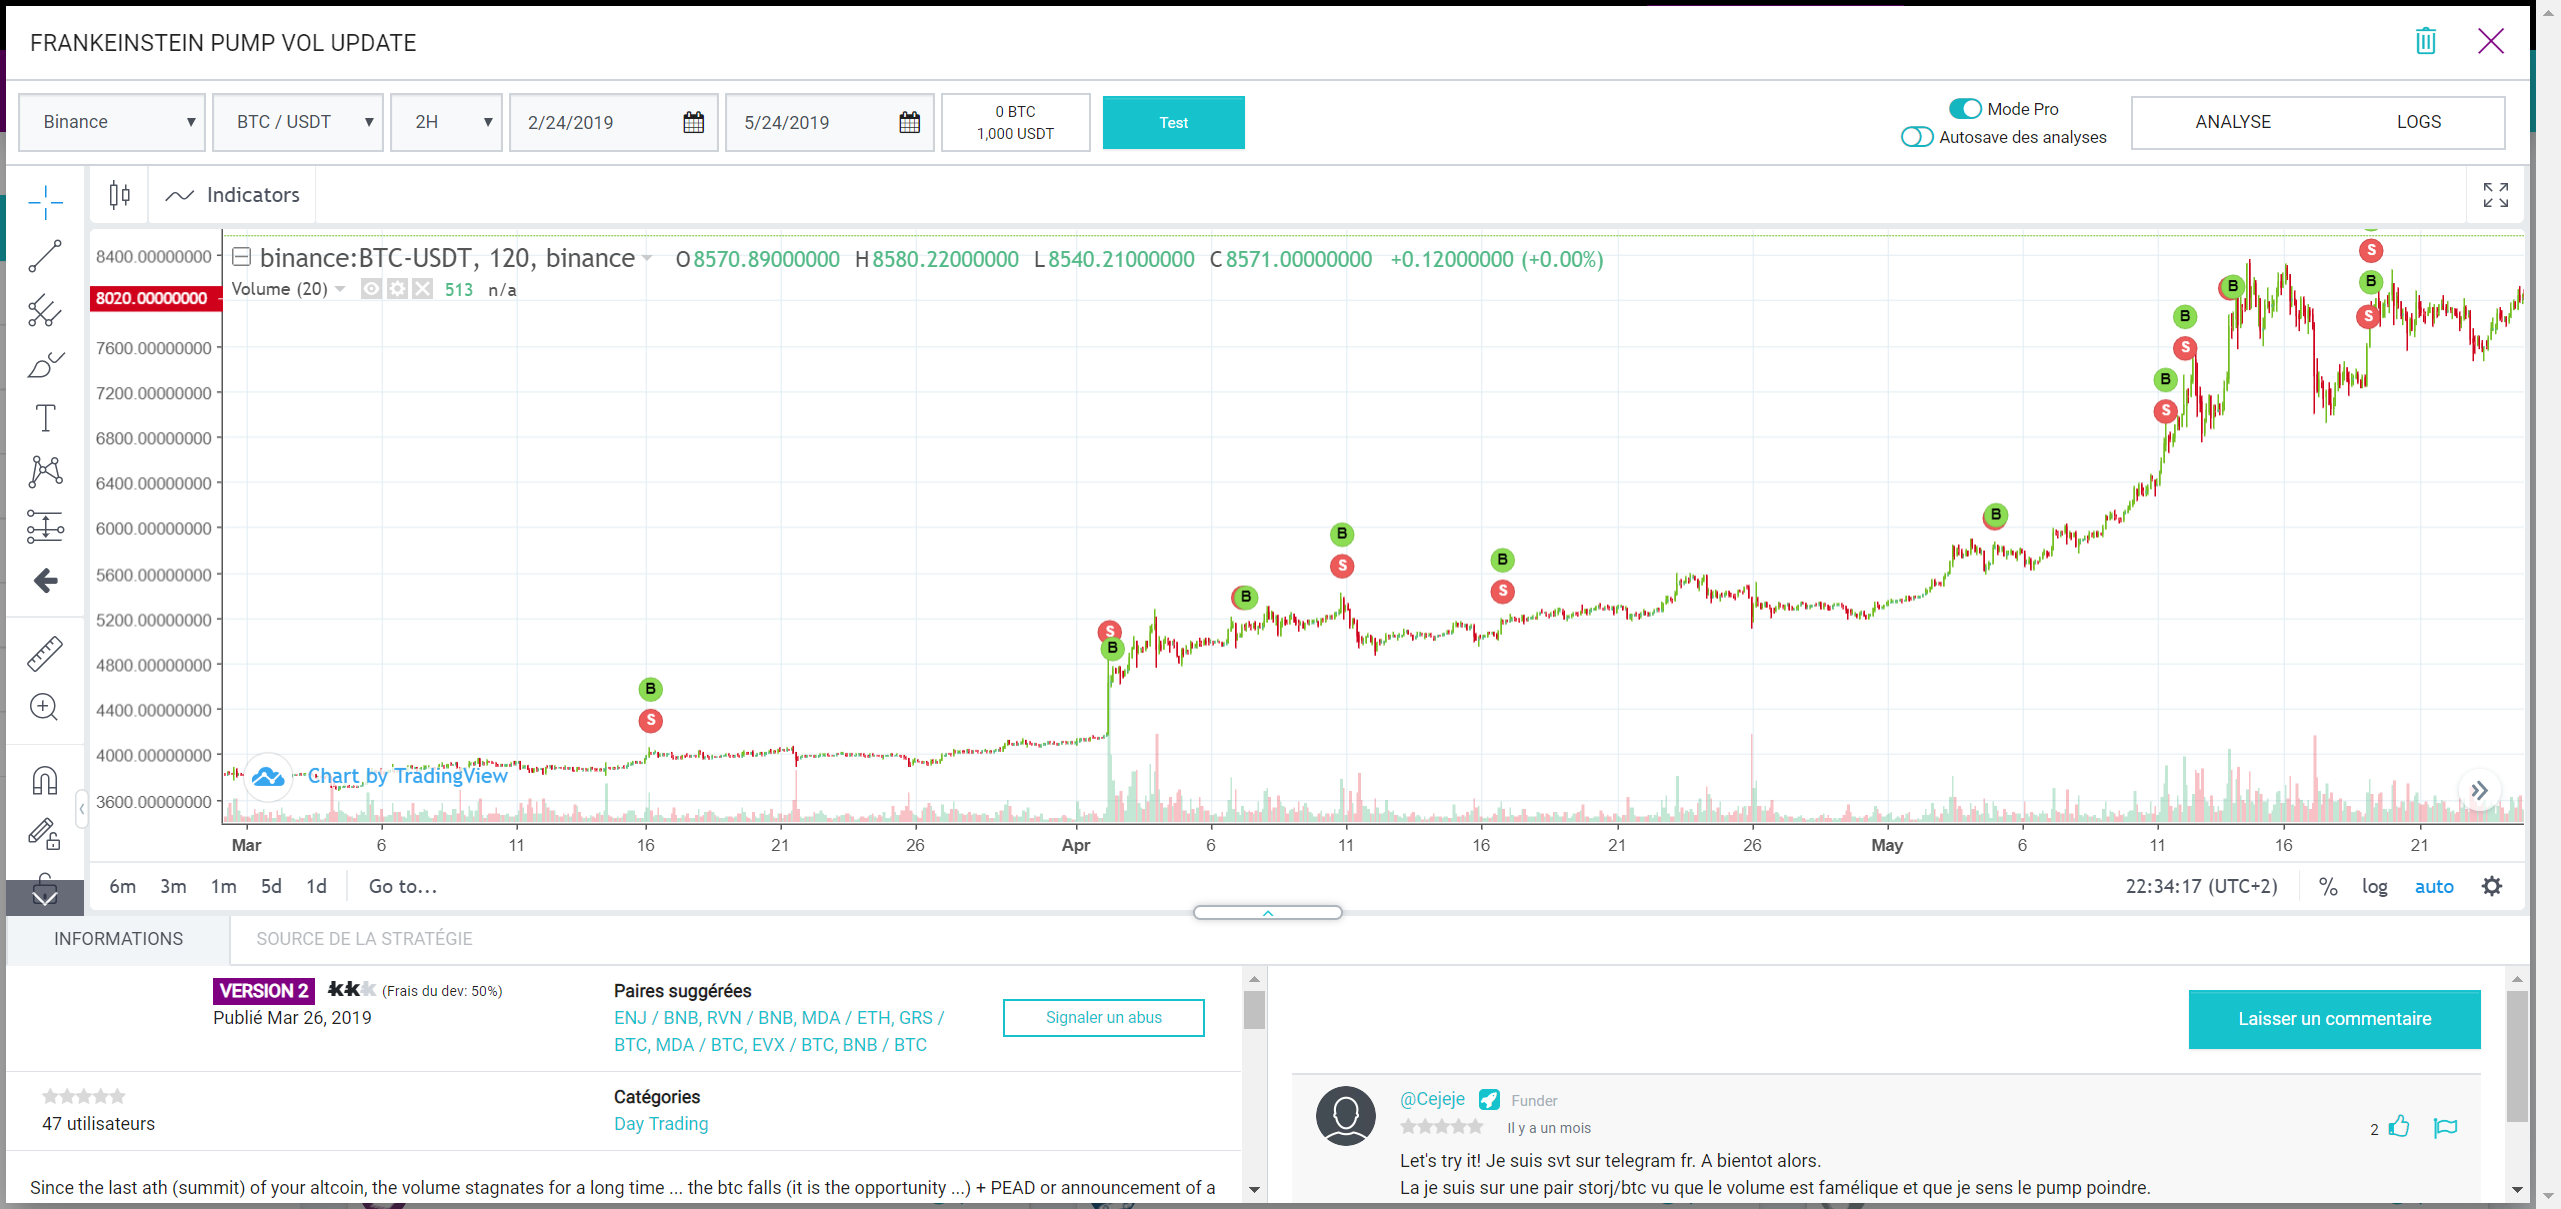 FRANKEINSTEIN PUMP VOL UPDATE
Binance ▼ BTC / USDT ▼ 2H ▼ 2/24/2019 5/24/2019
0 BTC
1,000 USDT
Test
Mode Pro
Autosave des analyses
ANALYSE LOGS
Indicators
binance:BTC-USDT, 120, binance O8570.89000000 H8580.22000000 L8540.21000000 C8571.00000000 +0.12000000 (+0.00%)
Volume (20) 513 n/a
8400.00000000
8020.00000000
7600.00000000
7200.00000000
6800.00000000
6400.00000000
6000.00000000
5600.00000000
5200.00000000
4800.00000000
4400.00000000
4000.00000000
3600.00000000
S
B
S
B
B
S
B
S
B
B
B
S
B
S
B
S
B
B
S
S
B
Chart by TradingView
Mar 6 11 16 21 26 Apr 6 11 16 21 26 May 6 11 16 21
6m 3m 1m 5d 1d Go to... 22:34:17 (UTC+2) % log auto
INFORMATIONS SOURCE DE LA STRATÉGIE
VERSION 2 (Frais du dev: 50%)
Publié Mar 26, 2019
Paires suggérées
ENJ / BNB, RVN / BNB, MDA / ETH, GRS /
BTC, MDA / BTC, EVX / BTC, BNB / BTC
Signaler un abus
47 utilisateurs
Catégories
Day Trading
Since the last ath (summit) of your altcoin, the volume stagnates for a long time ... the btc falls (it is the opportunity ...) + PEAD or announcement of a
Laisser un commentaire
@Cejeje Funder
Il y a un mois
2
Let's try it! Je suis svt sur telegram fr. A bientot alors.
La je suis sur une pair storj/btc vu que le volume est famélique et que je sens le pump poindre.